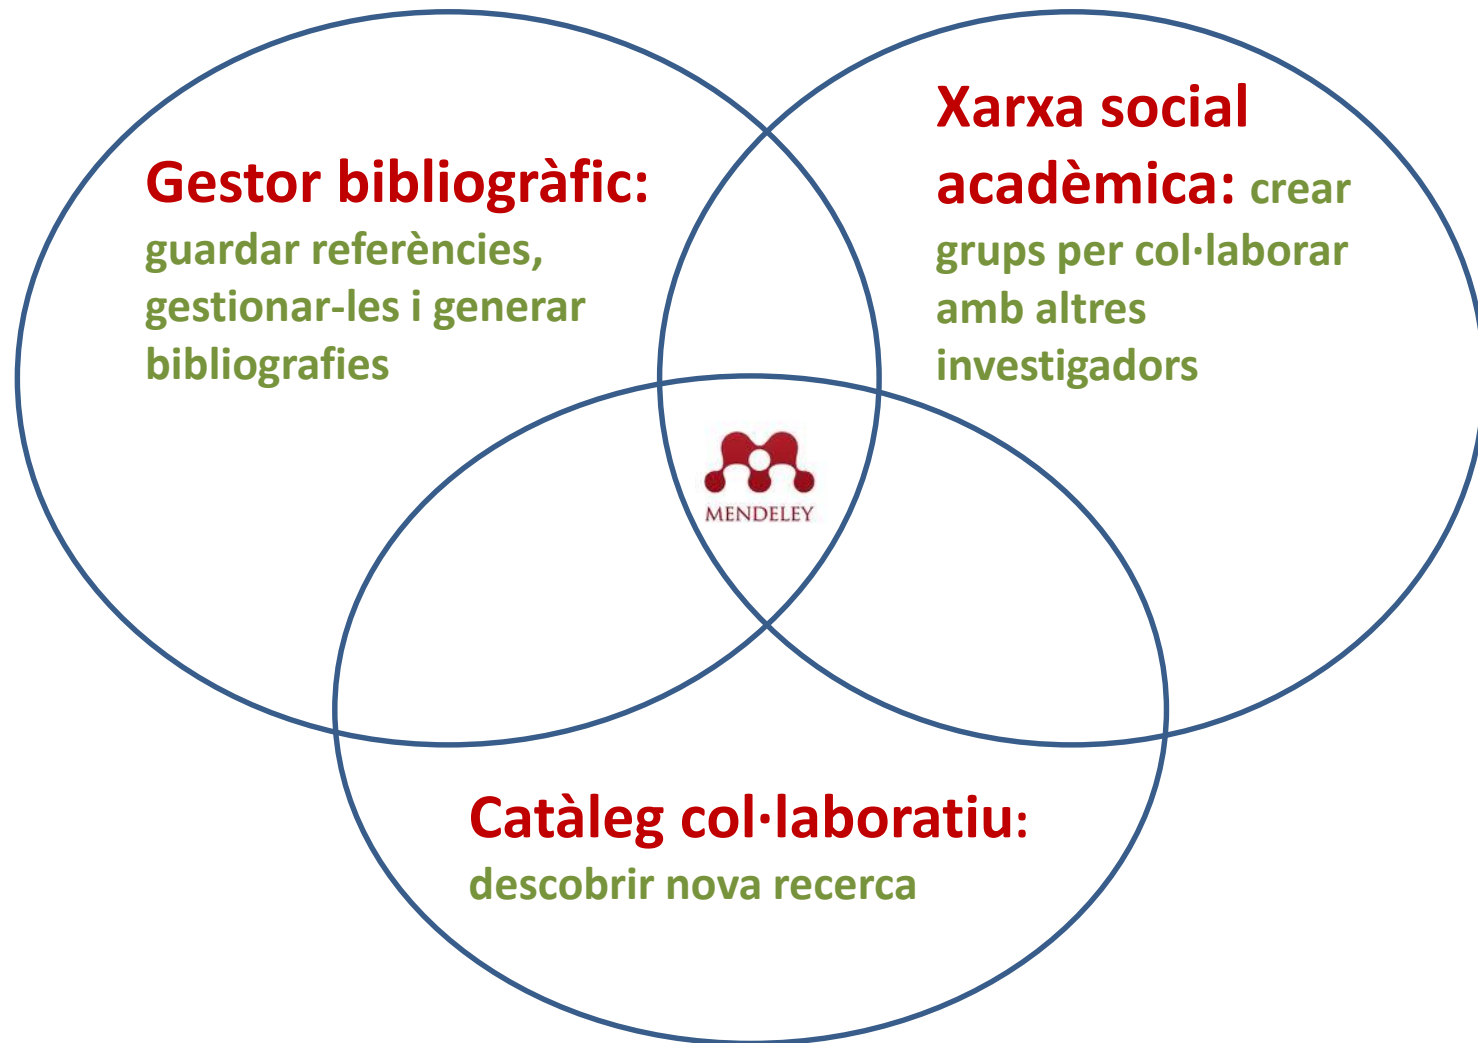 Gestor bibliogràfic:
guardar referències,
gestionar-les i generar
bibliografies
Xarxa social
acadèmica: crear
grups per col·laborar
amb altres
investigadors
MENDELEY
Catàleg col·laboratiu:
descobrir nova recerca